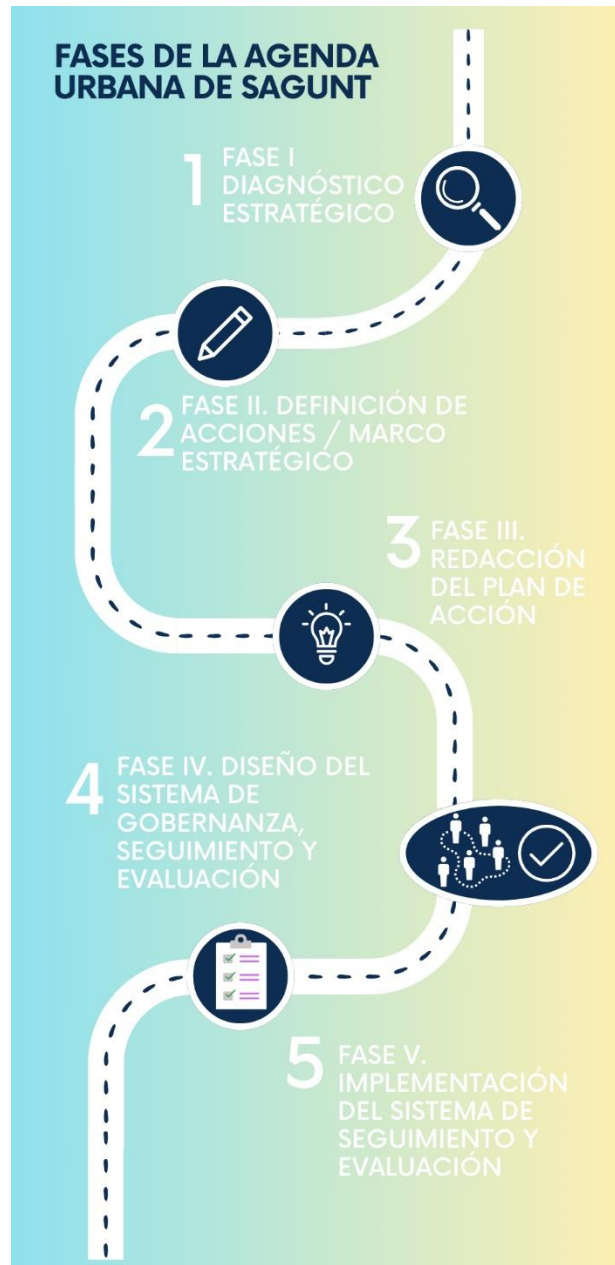 FASES DE LA AGENDA
URBANA DE SAGUNT
1
FASE I
DIAGNÓSTICO
ESTRATÉGICO
2
FASE II. DEFINICIÓN DE
ACCIONES / MARCO
ESTRATÉGICO
3
FASE III.
REDACCIÓN
DEL PLAN DE
ACCIÓN
4
FASE IV. DISEÑO DEL
SISTEMA DE
GOBERNANZA,
SEGUIMIENTO Y
EVALUACIÓN
5
FASE V.
IMPLEMENTACIÓN
DEL SISTEMA DE
SEGUIMIENTO Y
EVALUACIÓN